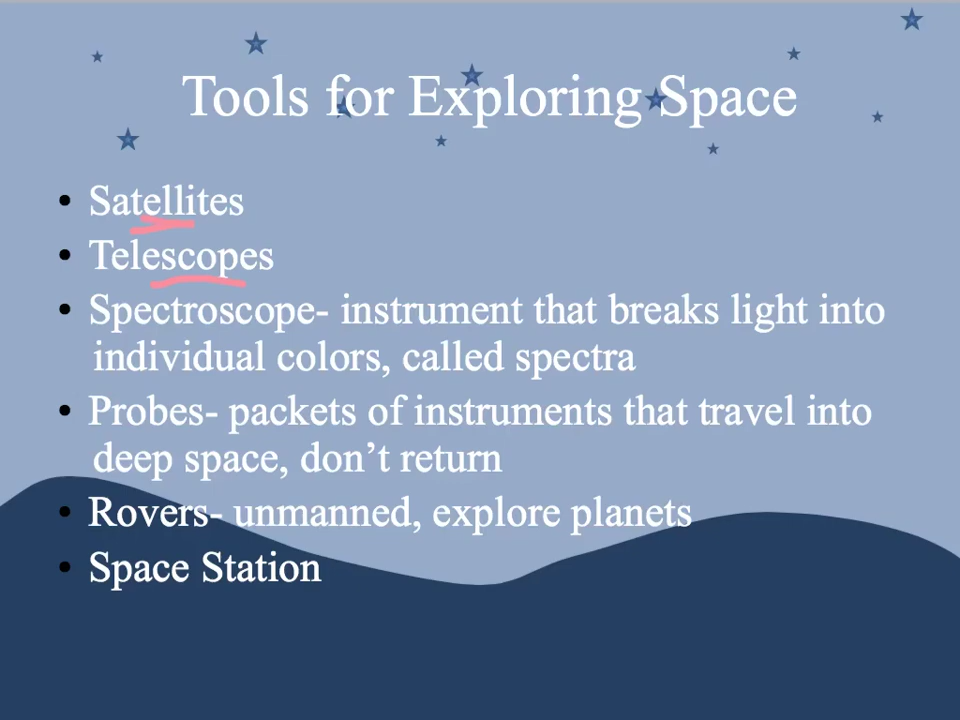 Tools for Exploring Space
• Satellites
• Telescopes
• Spectroscope- instrument that breaks light into
individual colors, called spectra
• Probes- packets of instruments that travel into
deep space, don’t return
• Rovers- unmanned, explore planets
• Space Station